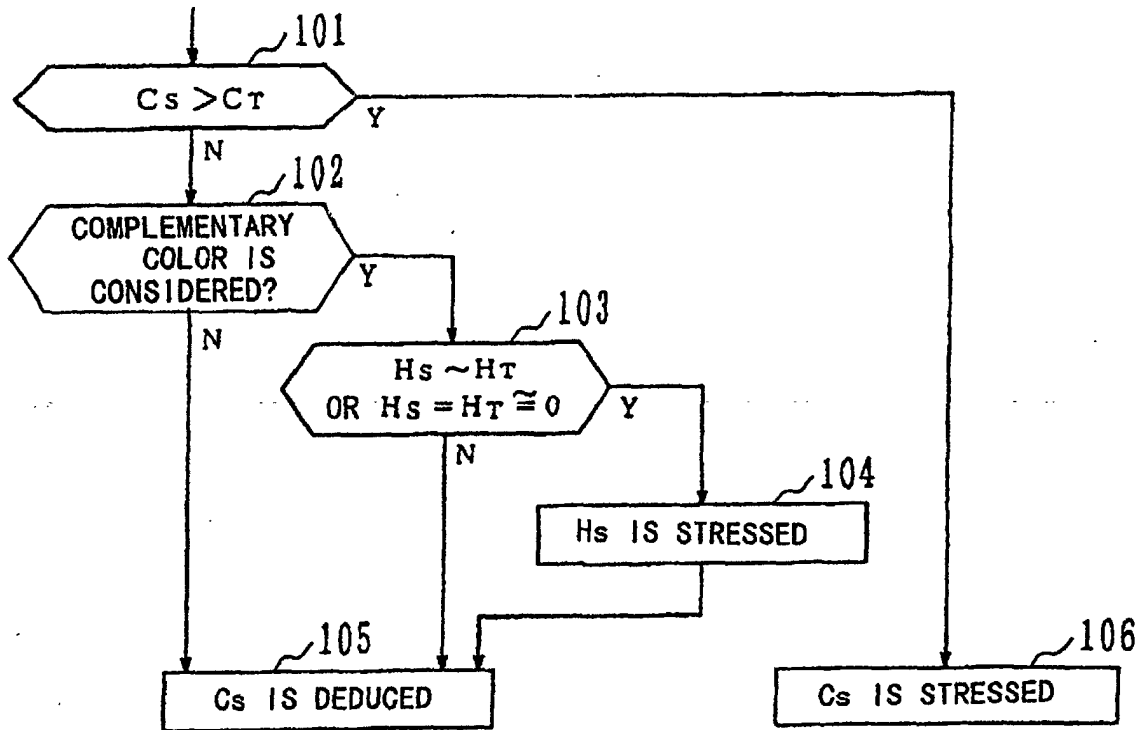 101
Cs > CT
Y
N
102
COMPLEMENTARY
COLOR IS
CONSIDERED?
Y
N
103
Hs ~ HT
OR Hs = HT ≅ 0
Y
N
104
Hs IS STRESSED
105
Cs IS DEDUCED
106
Cs IS STRESSED